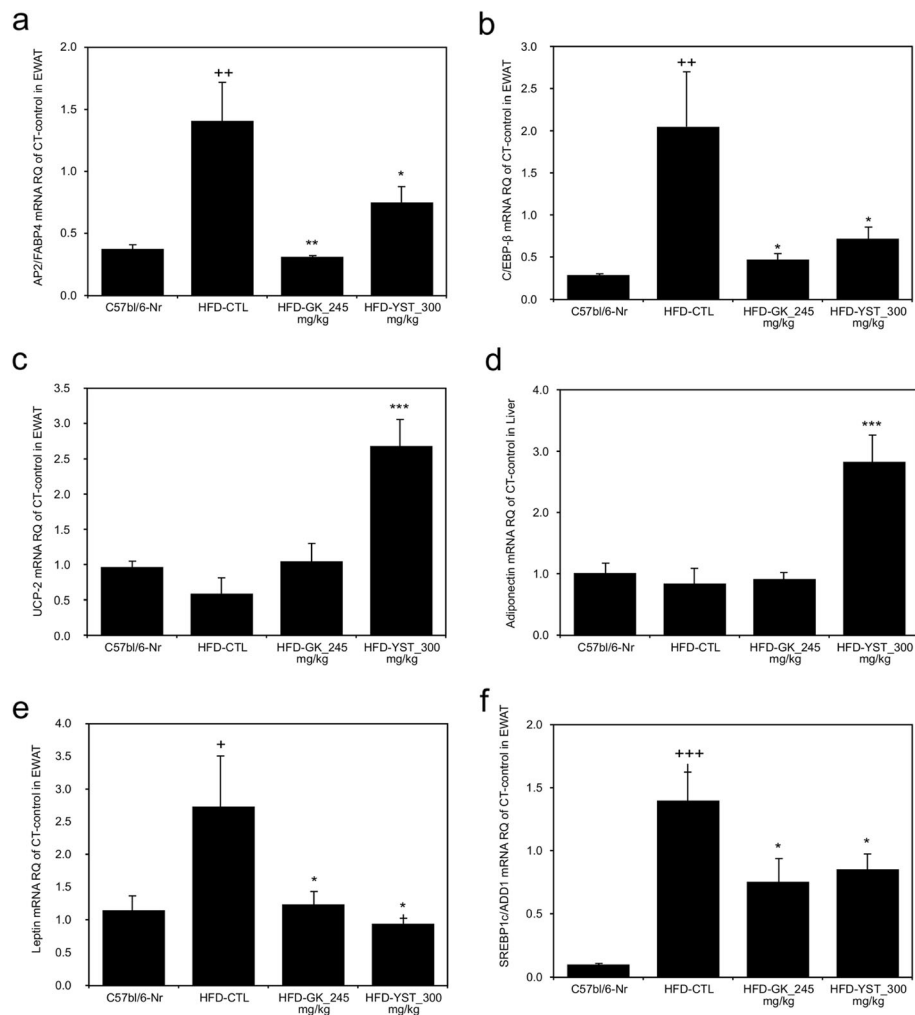 a
AP2/FABP4 mRNA RQ of CT-control in EWAT
2.0
1.5
1.0
0.5
0.0
++
**
*
C57bl/6-Nr HFD-CTL HFD-GK_245 HFD-YST_300
mg/kg mg/kg
b
C/EBP-β mRNA RQ of CT-control in EWAT
3.0
2.5
2.0
1.5
1.0
0.5
0.0
++
*
*
C57bl/6-Nr HFD-CTL HFD-GK_245 HFD-YST_300
mg/kg mg/kg
c
UCP-2 mRNA RQ of CT-control in EWAT
3.5
3.0
2.5
2.0
1.5
1.0
0.5
0.0
***
C57bl/6-Nr HFD-CTL HFD-GK_245 HFD-YST_300
mg/kg mg/kg
d
Adiponectin mRNA RQ of CT-control in Liver
4.0
3.0
2.0
1.0
0.0
***
C57bl/6-Nr HFD-CTL HFD-GK_245 HFD-YST_300
mg/kg mg/kg
e
Leptin mRNA RQ of CT-control in EWAT
4.0
3.5
3.0
2.5
2.0
1.5
1.0
0.5
0.0
+
*
*
C57bl/6-Nr HFD-CTL HFD-GK_245 HFD-YST_300
mg/kg mg/kg
f
SREBP1c/ADD1 mRNA RQ of CT-control in EWAT
2.0
1.5
1.0
0.5
0.0
+++
*
*
C57bl/6-Nr HFD-CTL HFD-GK_245 HFD-YST_300
mg/kg mg/kg